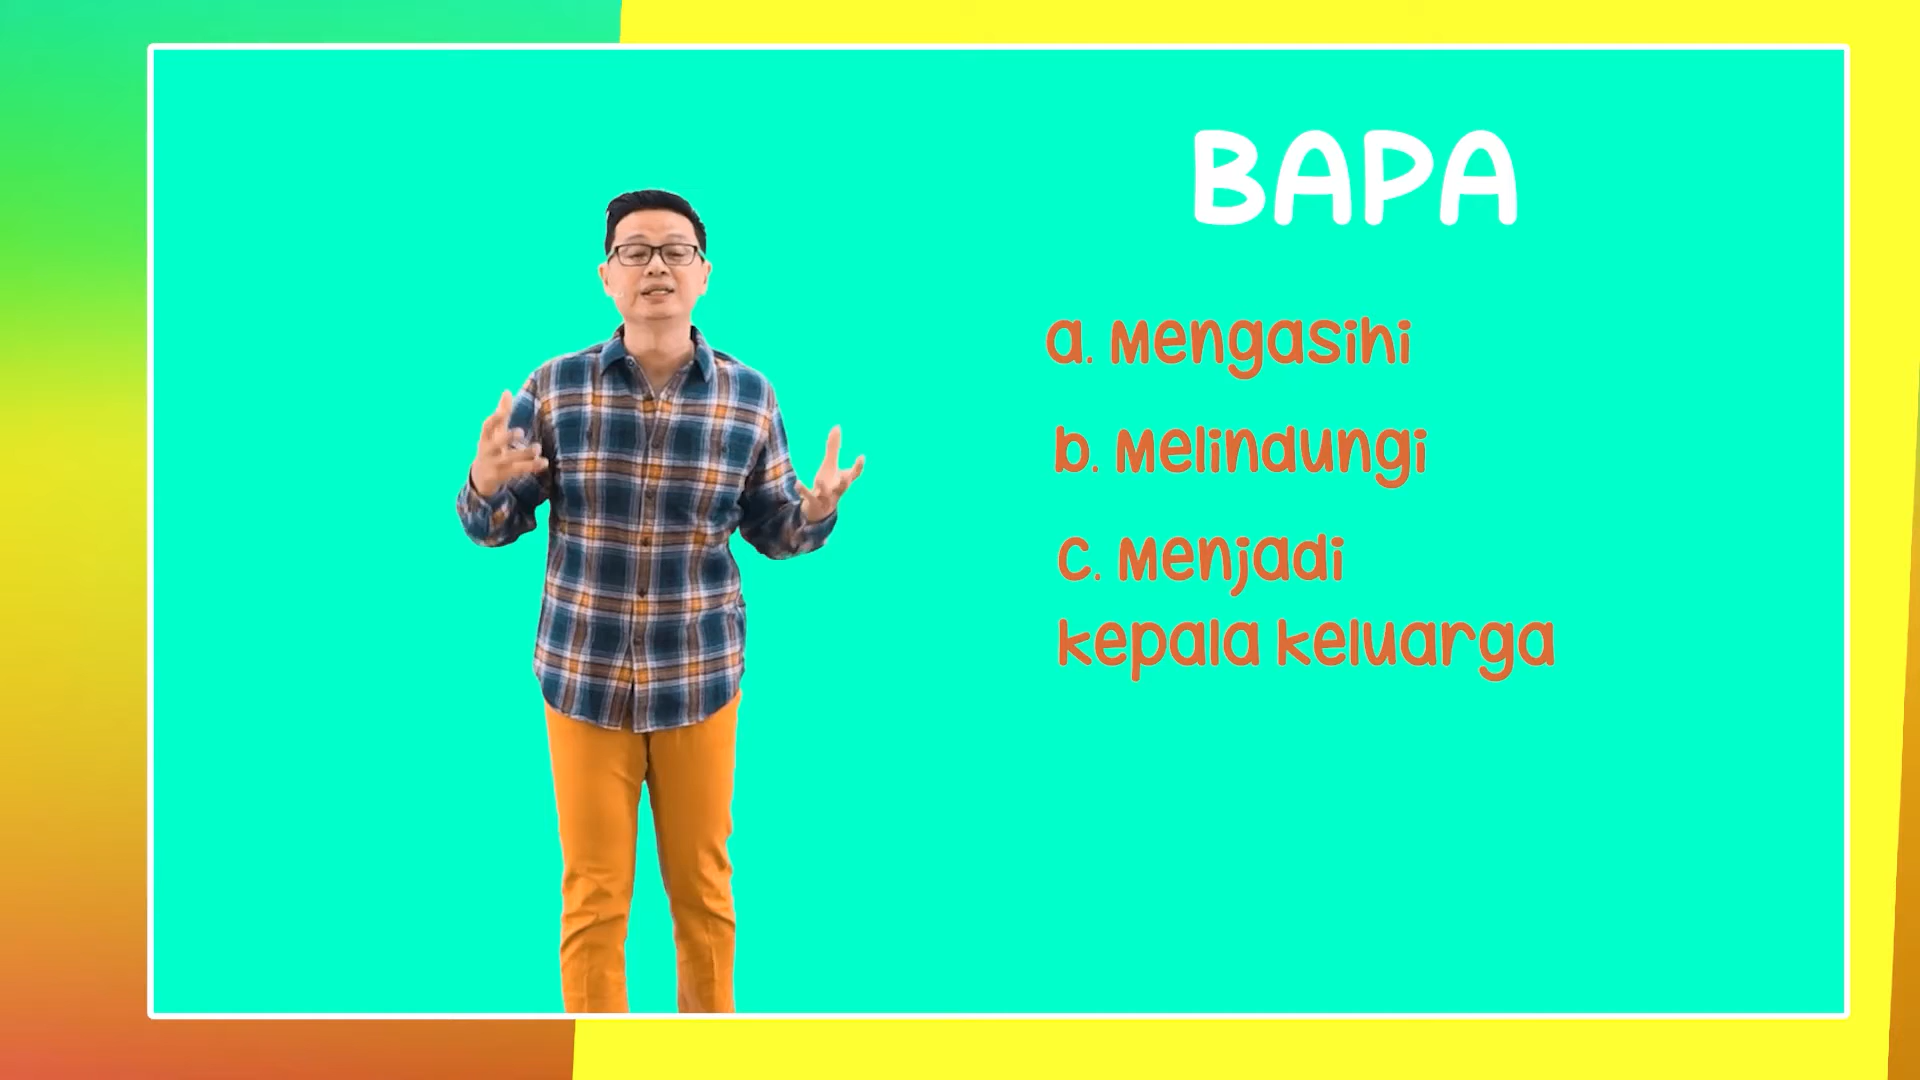 BAPA
a. Mengasihi
b. Melindungi
c. Menjadi
kepala keluarga